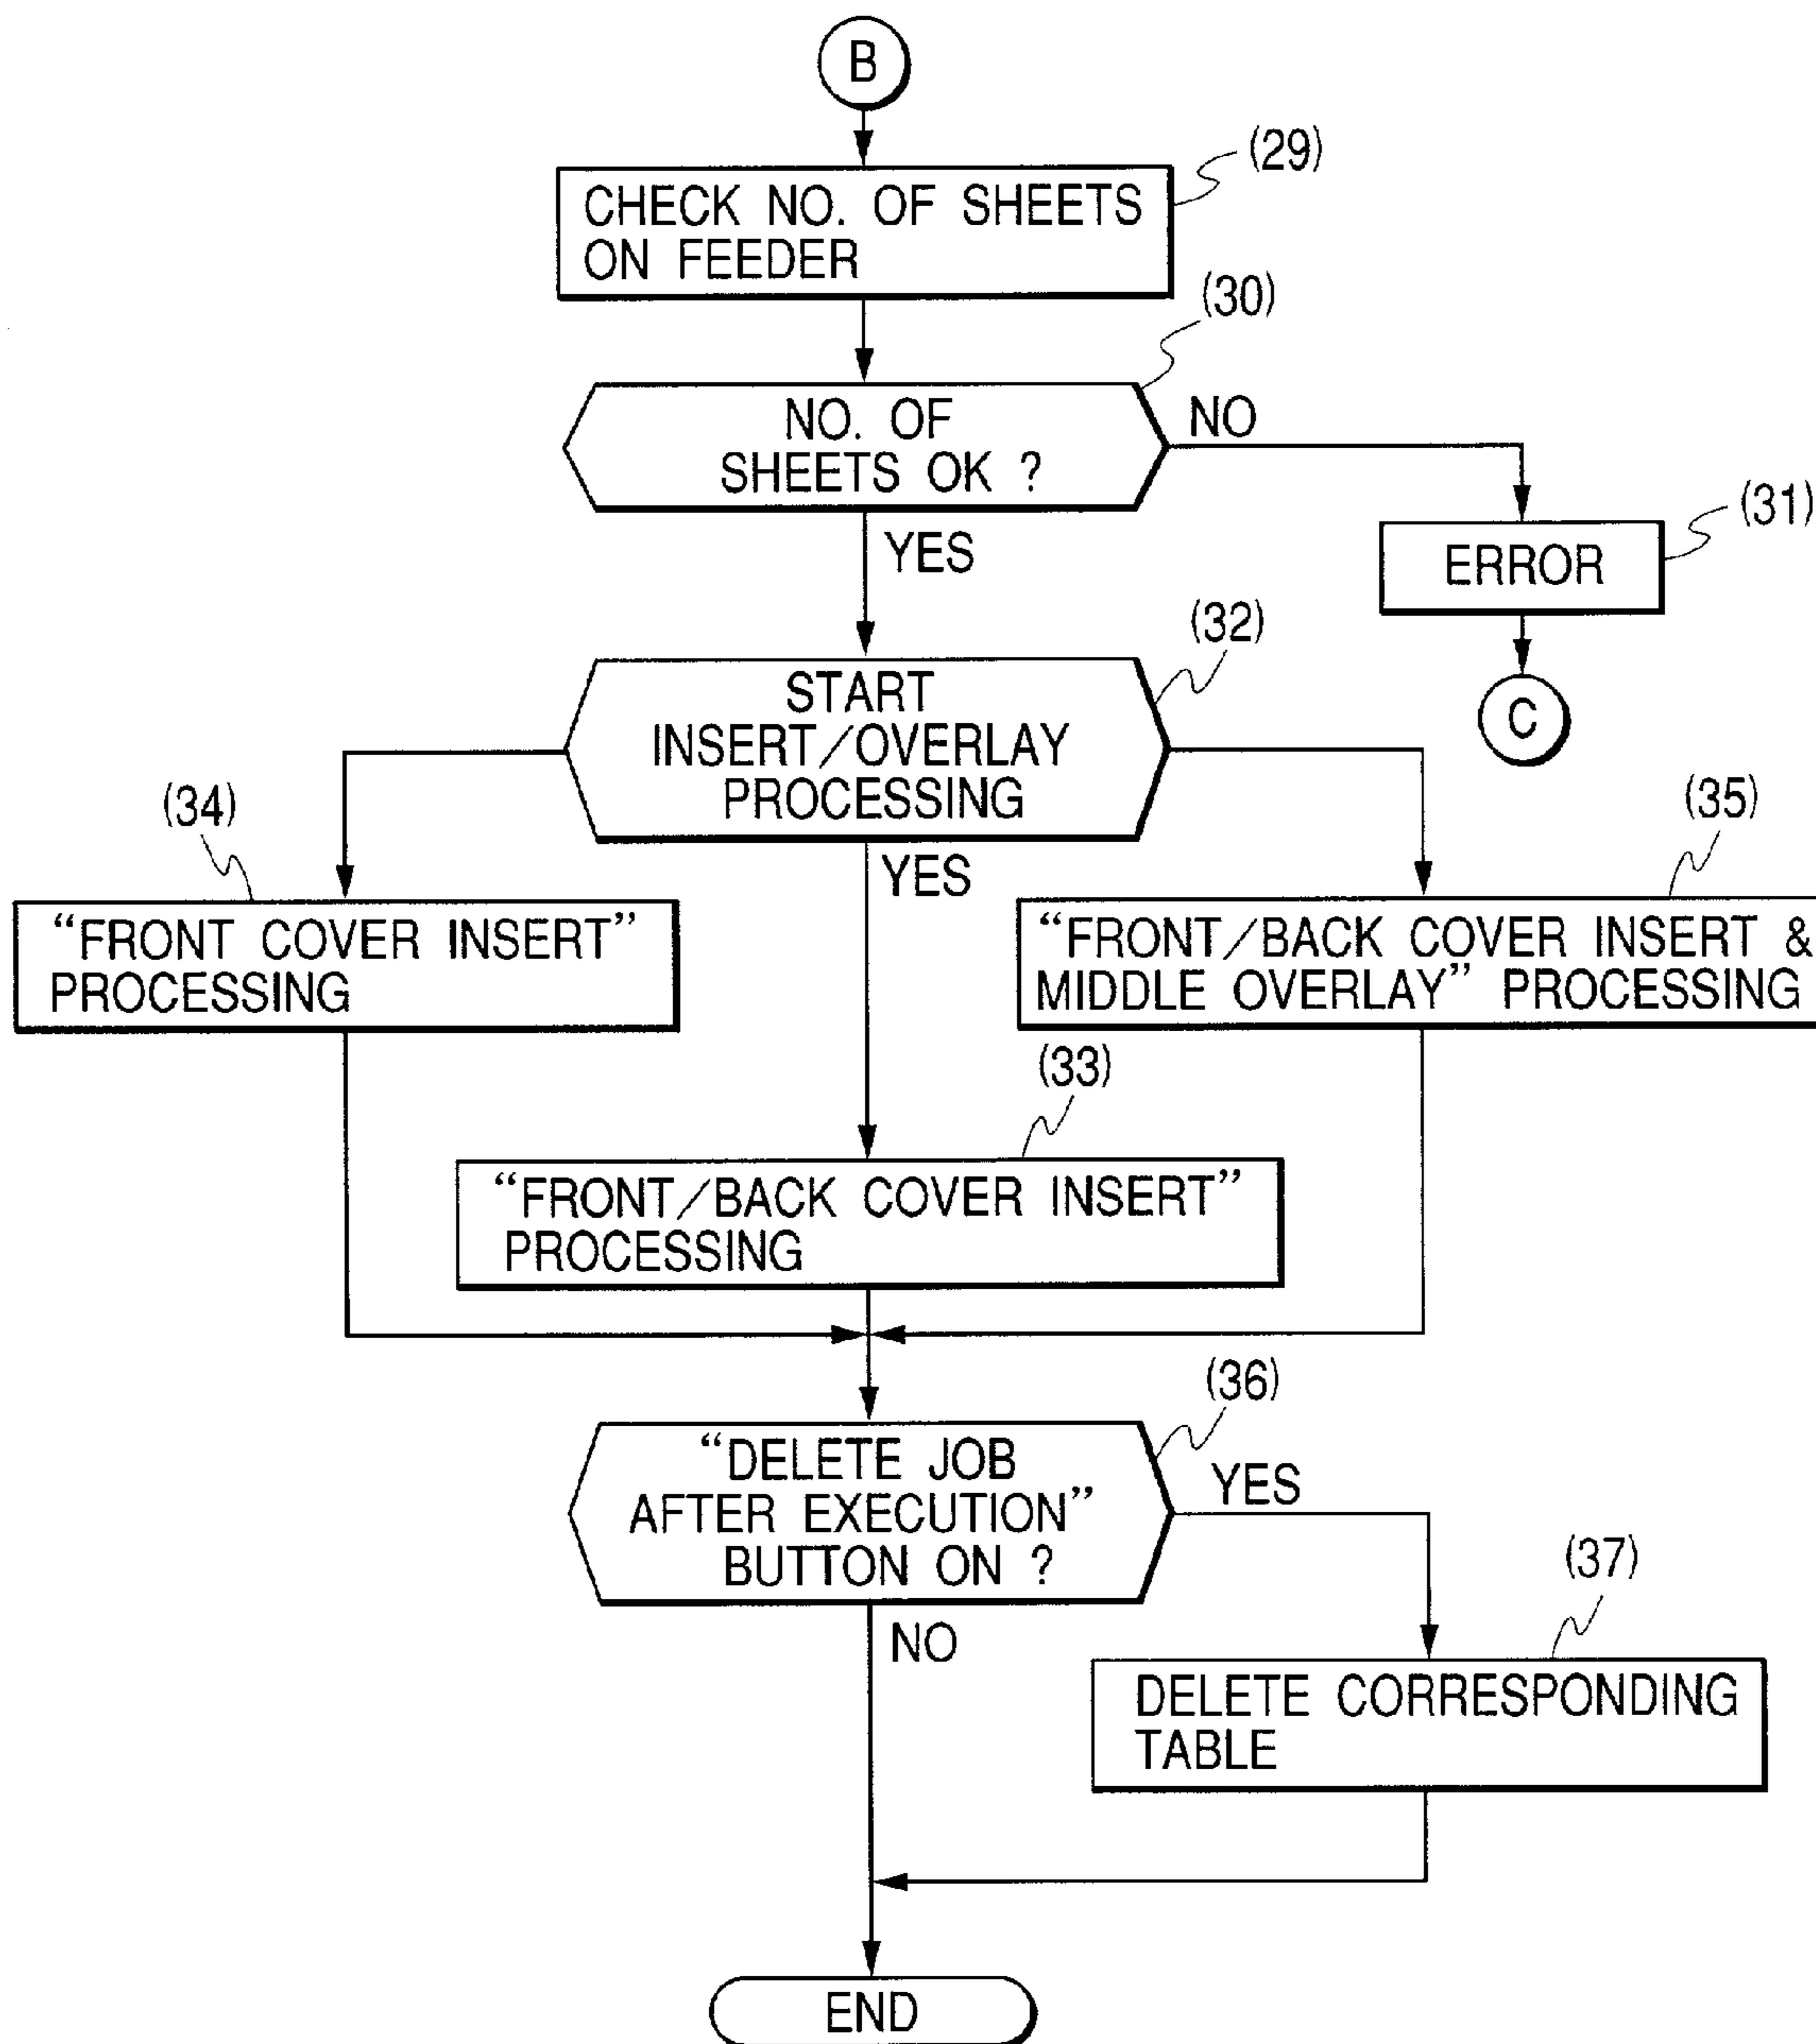 B
(29)
CHECK NO. OF SHEETS
ON FEEDER
(30)
NO. OF
SHEETS OK ?
NO
YES
(31)
ERROR
C
(32)
START
INSERT/OVERLAY
PROCESSING
YES
(34)
“FRONT COVER INSERT”
PROCESSING
(35)
“FRONT/BACK COVER INSERT &
MIDDLE OVERLAY” PROCESSING
(33)
“FRONT/BACK COVER INSERT”
PROCESSING
(36)
“DELETE JOB
AFTER EXECUTION”
BUTTON ON ?
YES
NO
(37)
DELETE CORRESPONDING
TABLE
END